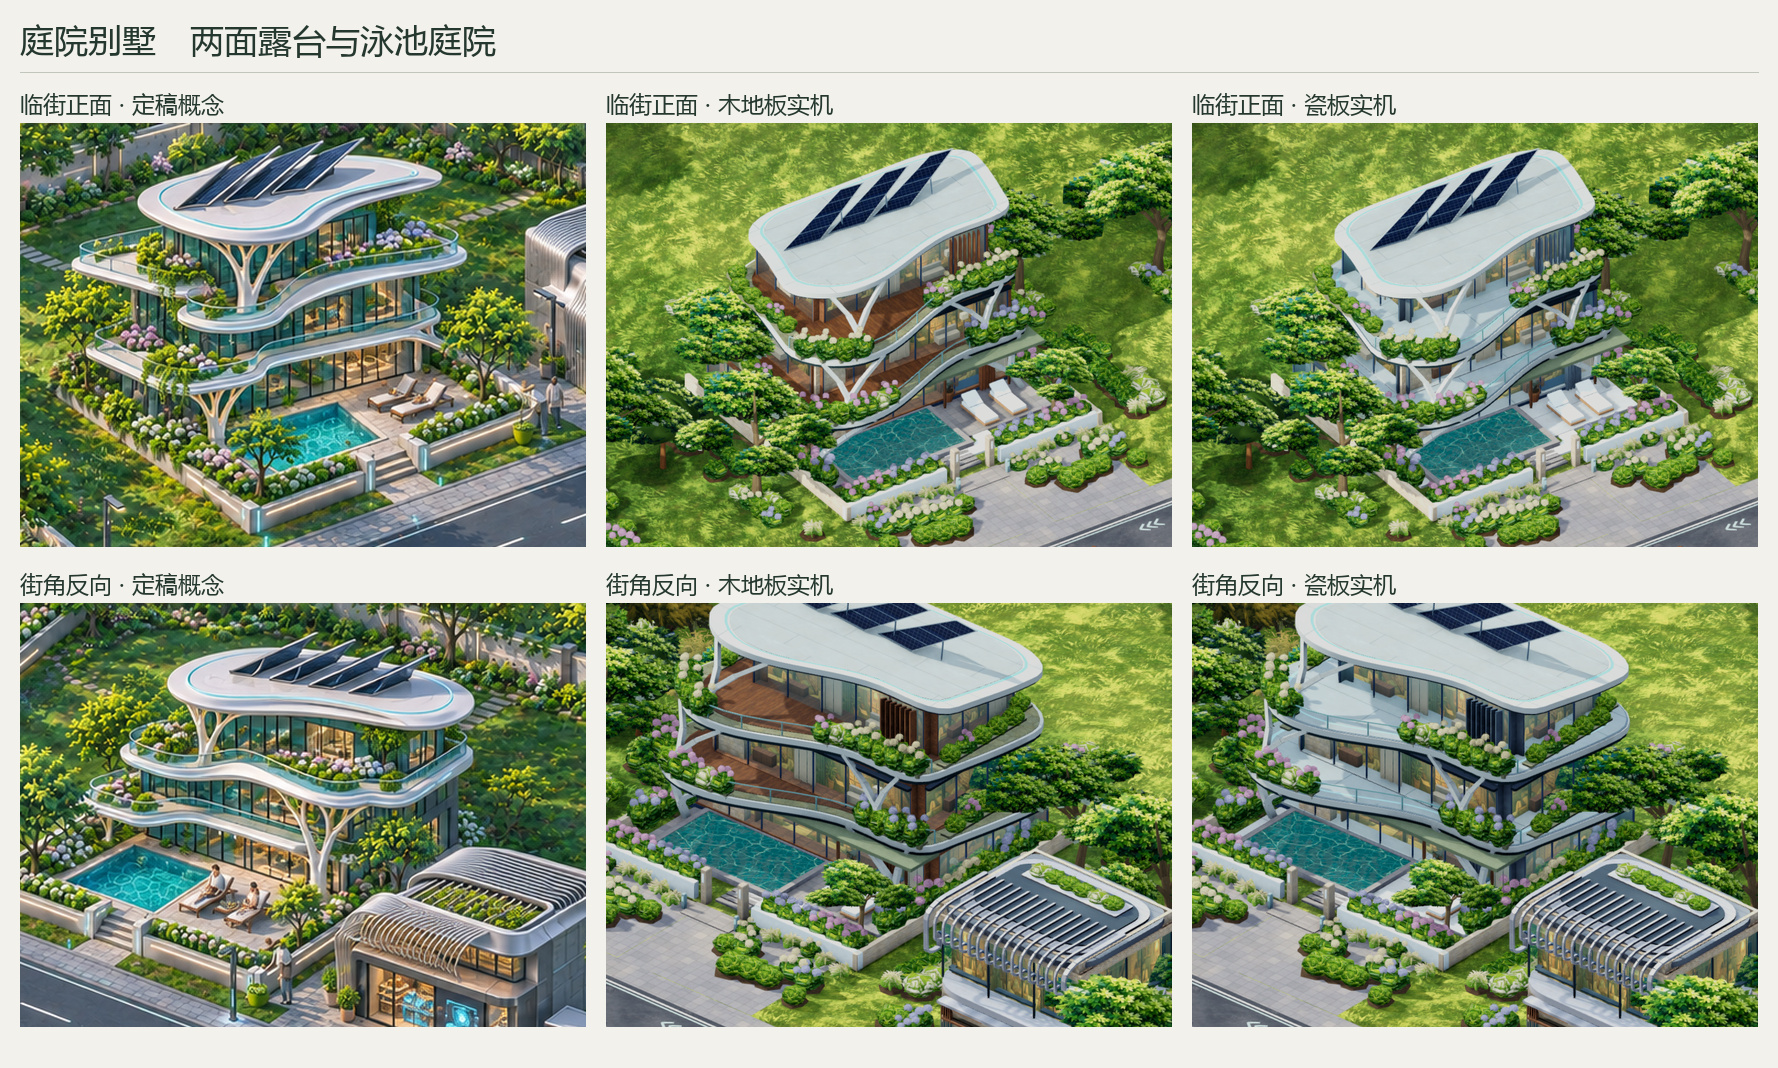 庭院别墅　两面露台与泳池庭院
临街正面 · 定稿概念
临街正面 · 木地板实机
临街正面 · 瓷板实机
街角反向 · 定稿概念
街角反向 · 木地板实机
街角反向 · 瓷板实机